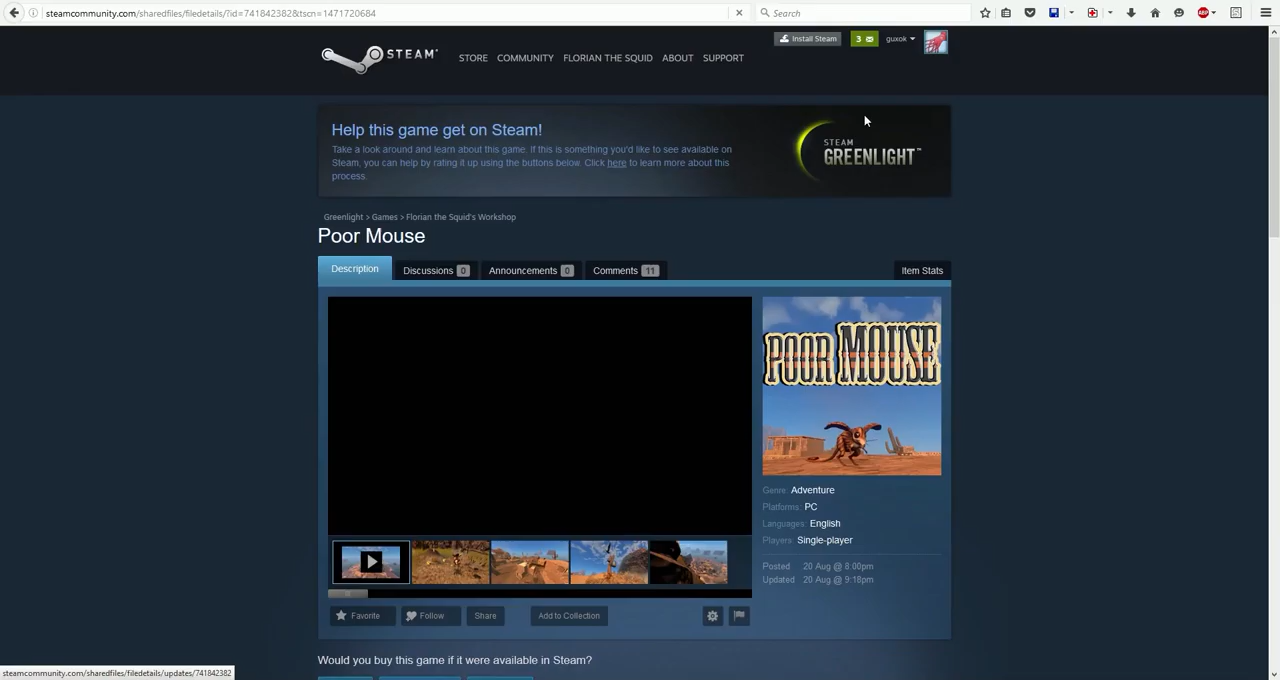 steamcommunity.com/sharedfiles/filedetails/?id=741842382&tscn=1471720684
Search
ABP
Install Steam
3
guxok
STEAM
STORE COMMUNITY FLORIAN THE SQUID ABOUT SUPPORT
Help this game get on Steam!
Take a look around and learn about this game. If this is something you'd like to see available on
Steam, you can help by rating it up using the buttons below. Click here to learn more about this
process.
STEAM
GREENLIGHT™
Greenlight > Games > Florian the Squid's Workshop
Poor Mouse
Description Discussions 0 Announcements 0 Comments 11 Item Stats
POOR MOUSE
Genre: Adventure
Platforms: PC
Languages: English
Players: Single-player
Posted 20 Aug @ 8:00pm
Updated 20 Aug @ 9:18pm
Favorite Follow Share Add to Collection
Would you buy this game if it were available in Steam?
steamcommunity.com/sharedfiles/filedetails/updates/741842382